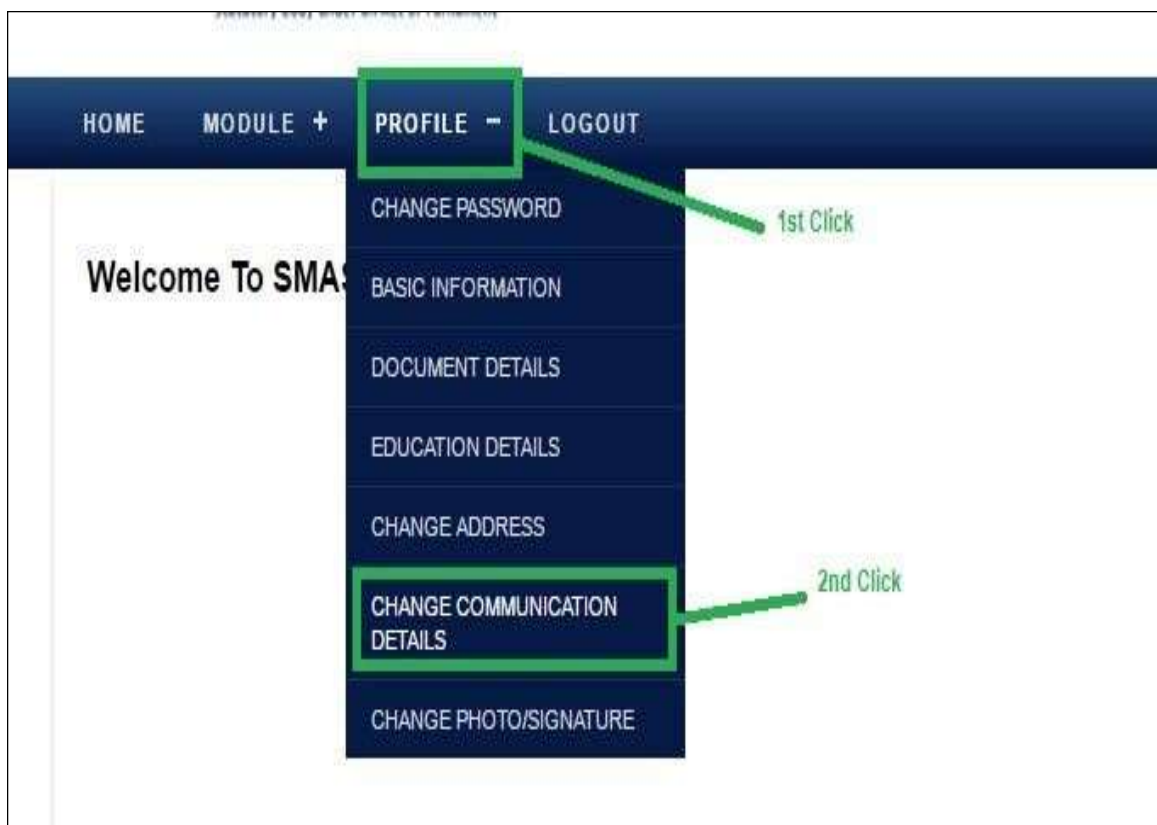 HOME MODULE + PROFILE - LOGOUT
CHANGE PASSWORD
1st Click
Welcome To SMAS
BASIC INFORMATION
DOCUMENT DETAILS
EDUCATION DETAILS
CHANGE ADDRESS
CHANGE COMMUNICATION
DETAILS
2nd Click
CHANGE PHOTO/SIGNATURE